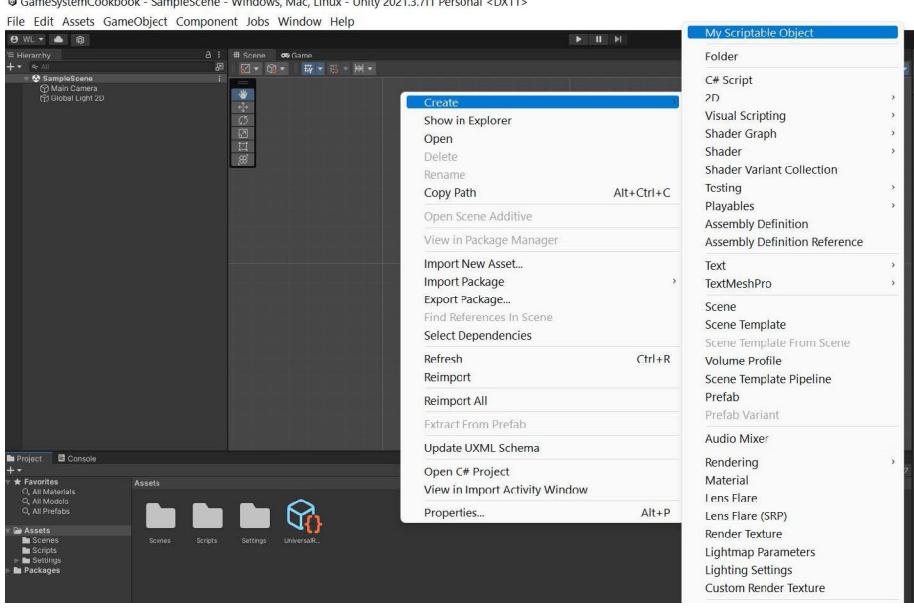 GameSystemCookbook - SampleScene - Windows, Mac, Linux - Unity 2021.3.7f1 Personal <DX11>
File Edit Assets GameObject Component Jobs Window Help
WL
Hierarchy
Scene Game
All
SampleScene
Main Camera
Global Light 2D
Create
Show in Explorer
Open
Delete
Rename
Copy Path Alt+Ctrl+C
Open Scene Additive
View in Package Manager
Import New Asset...
Import Package
Export Package...
Find References In Scene
Select Dependencies
Refresh Ctrl+R
Reimport
Reimport All
Extract From Prefab
Update UXML Schema
Open C# Project
View in Import Activity Window
Properties... Alt+P
My Scriptable Object
Folder
C# Script
2D
Visual Scripting
Shader Graph
Shader
Shader Variant Collection
Testing
Playables
Assembly Definition
Assembly Definition Reference
Text
TextMeshPro
Scene
Scene Template
Scene Template From Scene
Volume Profile
Scene Template Pipeline
Prefab
Prefab Variant
Audio Mixer
Rendering
Material
Lens Flare
Lens Flare (SRP)
Render Texture
Lightmap Parameters
Lighting Settings
Custom Render Texture
Project Console
Favorites
All Materials
All Models
All Prefabs
Assets
Scenes
Scripts
Settings
Packages
Assets
Scenes Scripts Settings UniversalR...